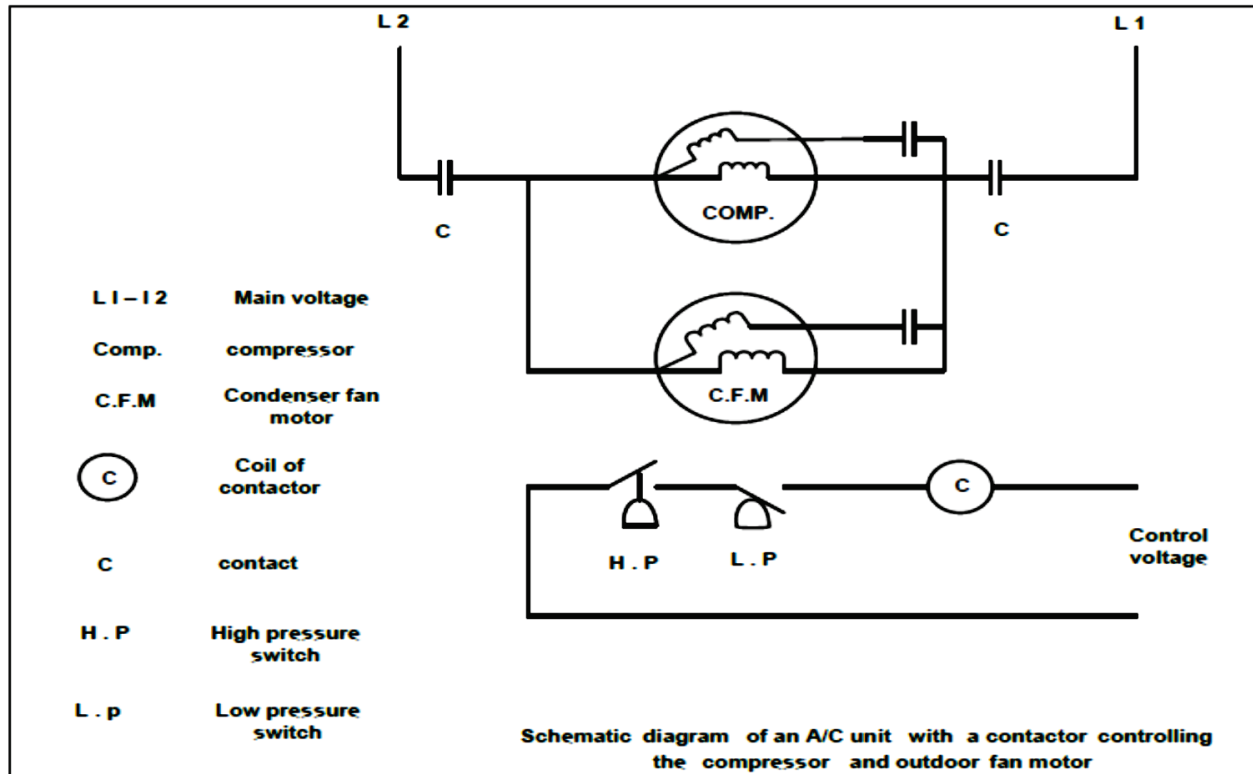 L 2
L 1
C
COMP.
C
L I – I 2 Main voltage
Comp. compressor
C.F.M Condenser fan
motor
C.F.M
C Coil of
contactor
C
Control
voltage
H . P
L . P
C contact
H . P High pressure
switch
L . p Low pressure
switch
Schematic diagram of an A/C unit with a contactor controlling
the compressor and outdoor fan motor